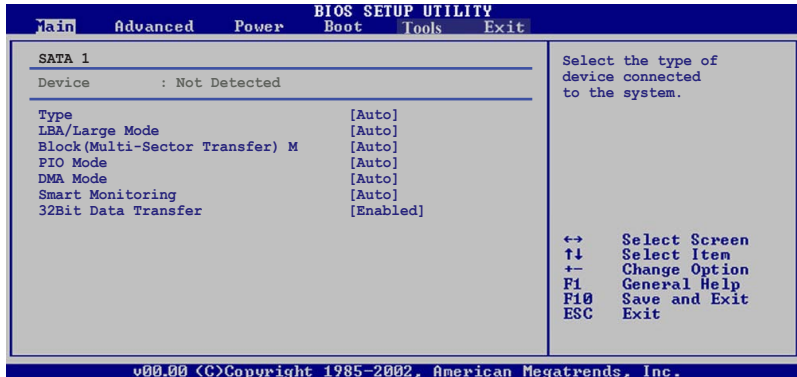 BIOS SETUP UTILITY
Main Advanced Power Boot Tools Exit
SATA 1
Device : Not Detected
Type [Auto]
LBA/Large Mode [Auto]
Block(Multi-Sector Transfer) M [Auto]
PIO Mode [Auto]
DMA Mode [Auto]
Smart Monitoring [Auto]
32Bit Data Transfer [Enabled]
Select the type of
device connected
to the system.
←→ Select Screen
↑↓ Select Item
+- Change Option
F1 General Help
F10 Save and Exit
ESC Exit
v00.00 (C)Copyright 1985-2002, American Megatrends, Inc.